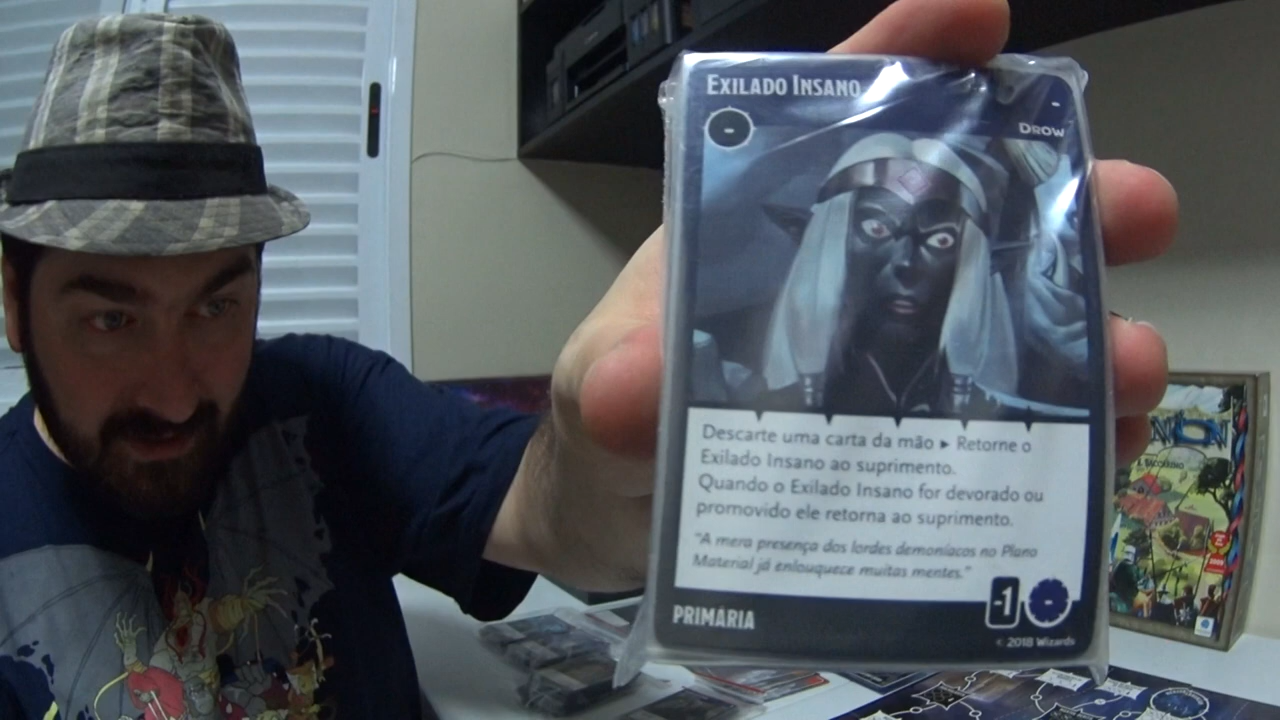 EXILADO INSANO
-
-
DROW
Descarte uma carta da mão ▸ Retorne o
Exilado Insano ao suprimento.
Quando o Exilado Insano for devorado ou
promovido ele retorna ao suprimento.
"A mera presença dos lordes demoníacos no Plano
Material já enlouquece muitas mentes."
PRIMÁRIA
-1
-
© 2018 Wizards